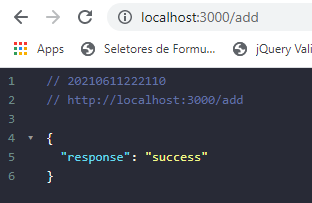 localhost:3000/add
Apps Seletores de Formu... jQuery Vali
1 // 20210611222110
2 // http://localhost:3000/add
3
4 {
5 "response": "success"
6 }